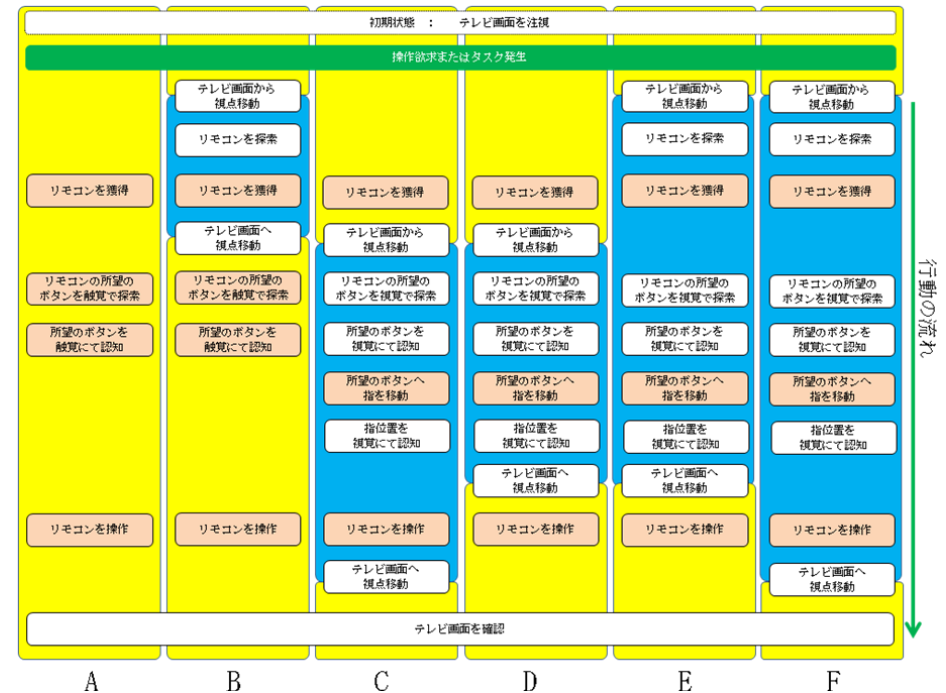 初期状態　：　テレビ画面を注視
操作欲求またはタスク発生
リモコンを獲得
リモコンの所望の
ボタンを触覚で探索
所望のボタンを
触覚にて認知
リモコンを操作
テレビ画面から
視点移動
リモコンを探索
リモコンを獲得
テレビ画面へ
視点移動
リモコンの所望の
ボタンを触覚で探索
所望のボタンを
触覚にて認知
リモコンを操作
リモコンを獲得
テレビ画面から
視点移動
リモコンの所望の
ボタンを視覚で探索
所望のボタンを
視覚にて認知
所望のボタンへ
指を移動
指位置を
視覚にて認知
リモコンを操作
テレビ画面へ
視点移動
リモコンを獲得
テレビ画面から
視点移動
リモコンの所望の
ボタンを視覚で探索
所望のボタンを
視覚にて認知
所望のボタンへ
指を移動
指位置を
視覚にて認知
テレビ画面へ
視点移動
リモコンを操作
テレビ画面から
視点移動
リモコンを探索
リモコンを獲得
リモコンの所望の
ボタンを視覚で探索
所望のボタンを
視覚にて認知
所望のボタンへ
指を移動
指位置を
視覚にて認知
テレビ画面へ
視点移動
リモコンを操作
テレビ画面から
視点移動
リモコンを探索
リモコンを獲得
リモコンの所望の
ボタンを視覚で探索
所望のボタンを
視覚にて認知
所望のボタンへ
指を移動
指位置を
視覚にて認知
リモコンを操作
テレビ画面へ
視点移動
行動の流れ
テレビ画面を確認
A B C D E F